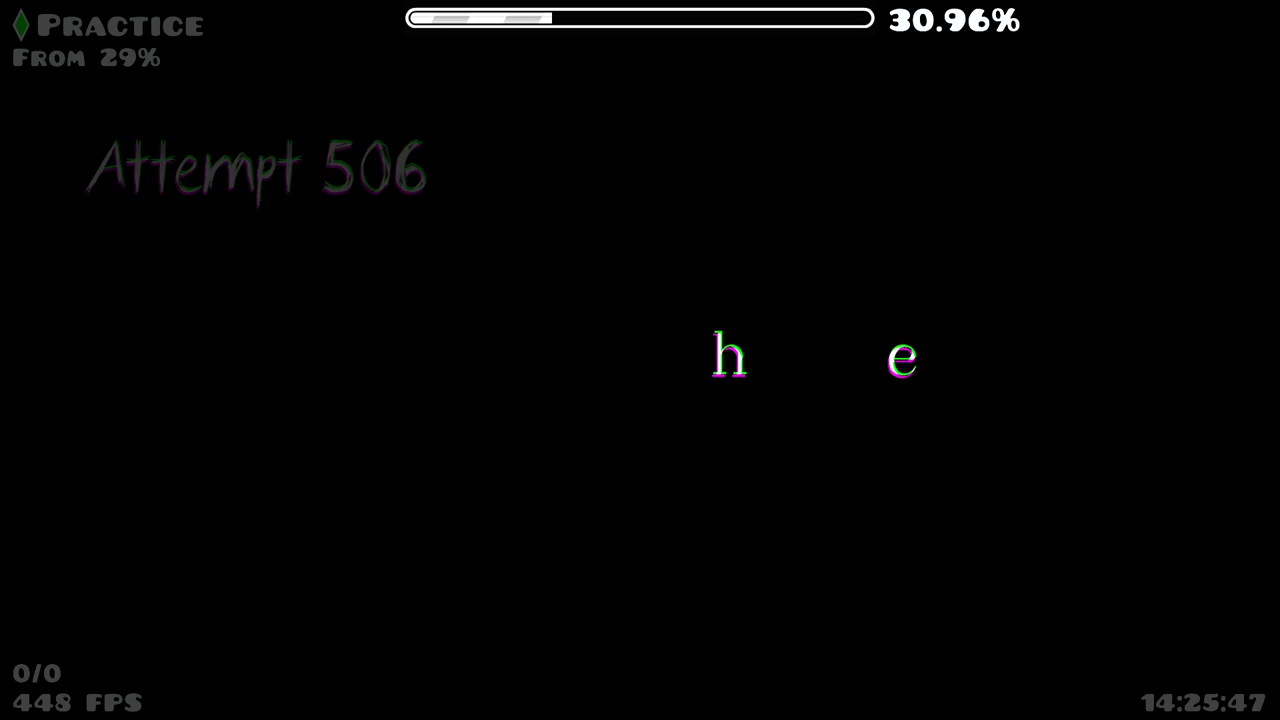 Practice
30.96%
From 29%
Attempt 506
h e
0/0
448 FPS
14:25:47